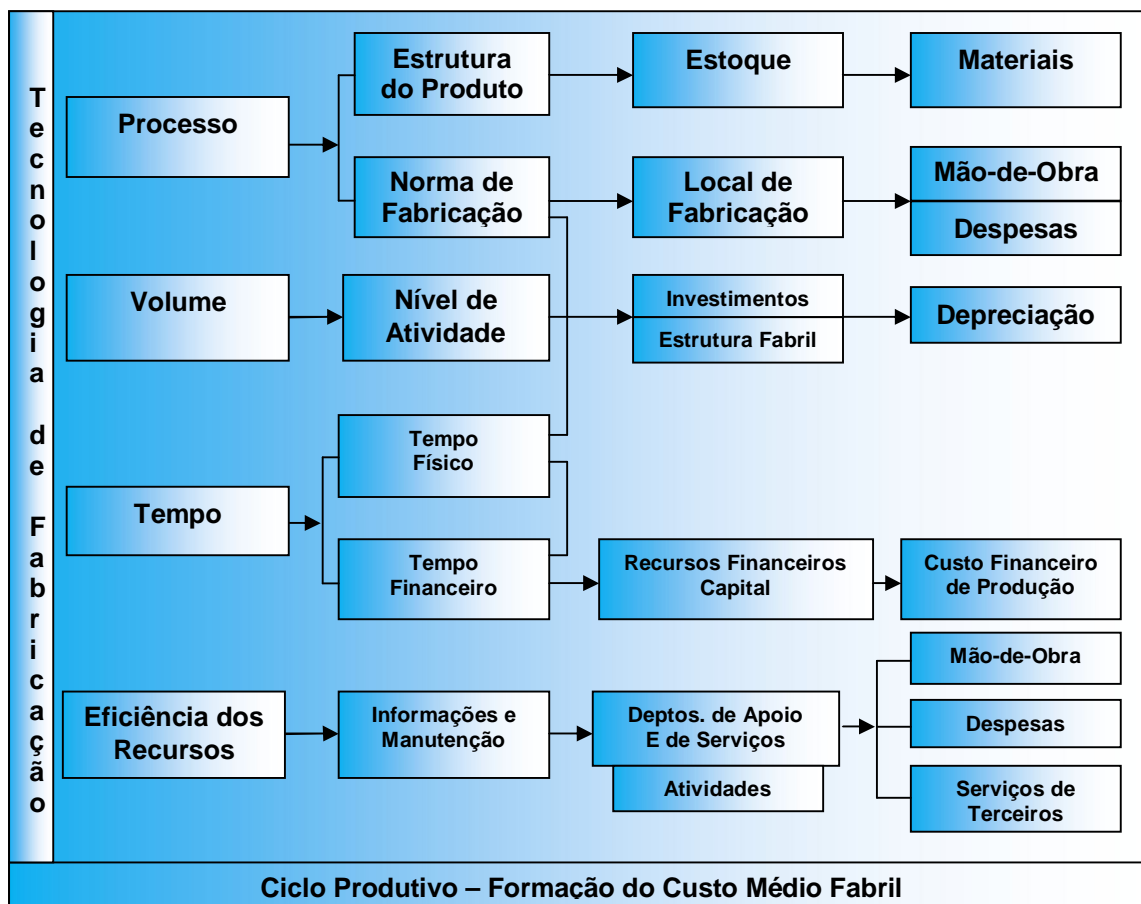 Tecnologia de Fabricação
Processo
Estrutura
do Produto
Estoque
Materiais
Norma de
Fabricação
Local de
Fabricação
Mão-de-Obra
Despesas
Volume
Nível de
Atividade
Investimentos
Estrutura Fabril
Depreciação
Tempo
Tempo
Físico
Tempo
Financeiro
Recursos Financeiros
Capital
Custo Financeiro
de Produção
Eficiência dos
Recursos
Informações e
Manutenção
Deptos. de Apoio
E de Serviços
Atividades
Mão-de-Obra
Despesas
Serviços de
Terceiros
Ciclo Produtivo – Formação do Custo Médio Fabril